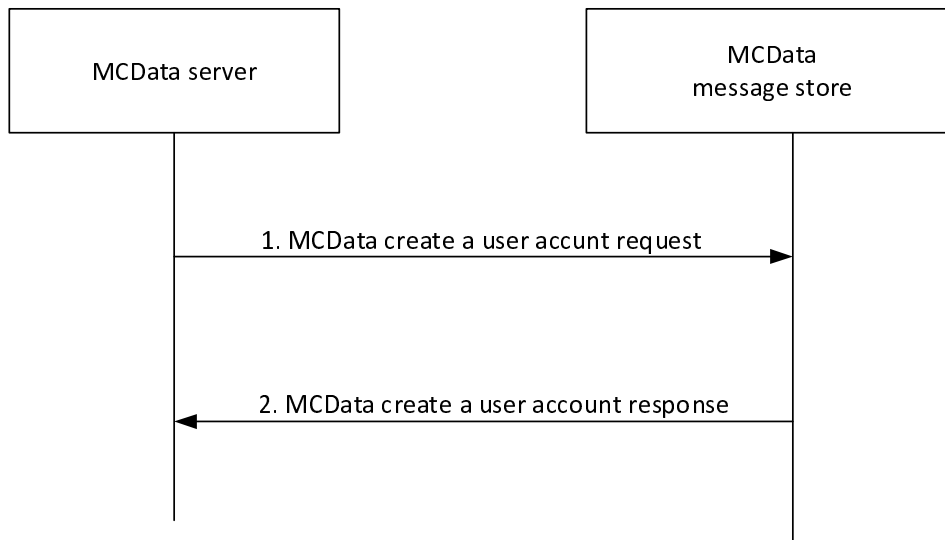 MCData server
MCData
message store
1. MCData create a user accunt request
2. MCData create a user account response